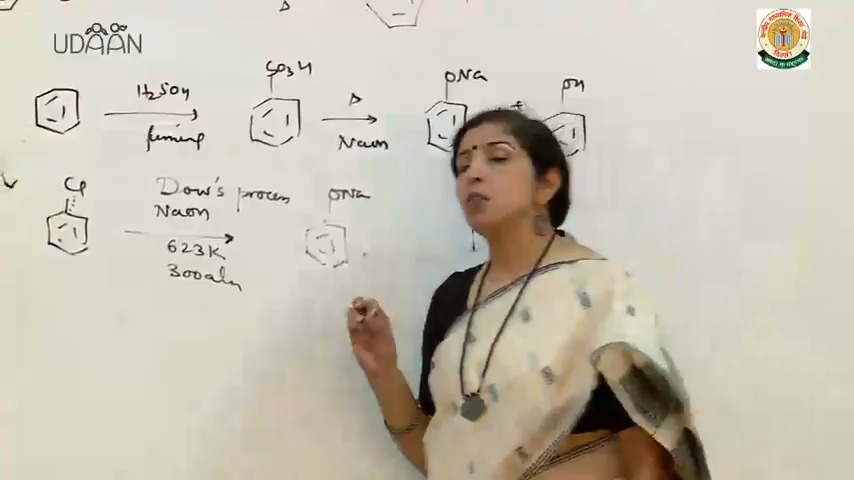 UDAAN
SO3H
ONa
OH
H2SO4
Δ
fuming
NaOH
Cl
Dow's process
ONa
NaOH
623K
300atm